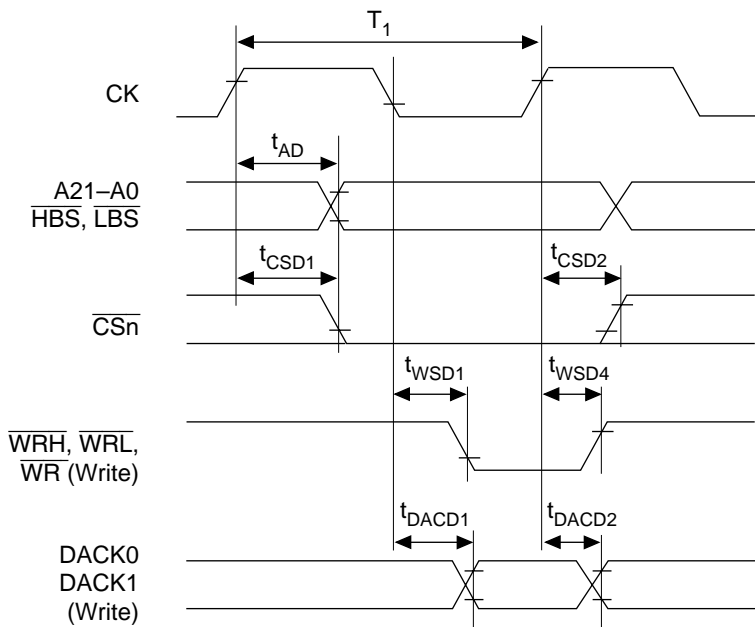 T1
CK
tAD
A21–A0
HBS, LBS
tCSD1
tCSD2
CSn
tWSD1
tWSD4
WRH, WRL,
WR (Write)
tDACD1
tDACD2
DACK0
DACK1
(Write)